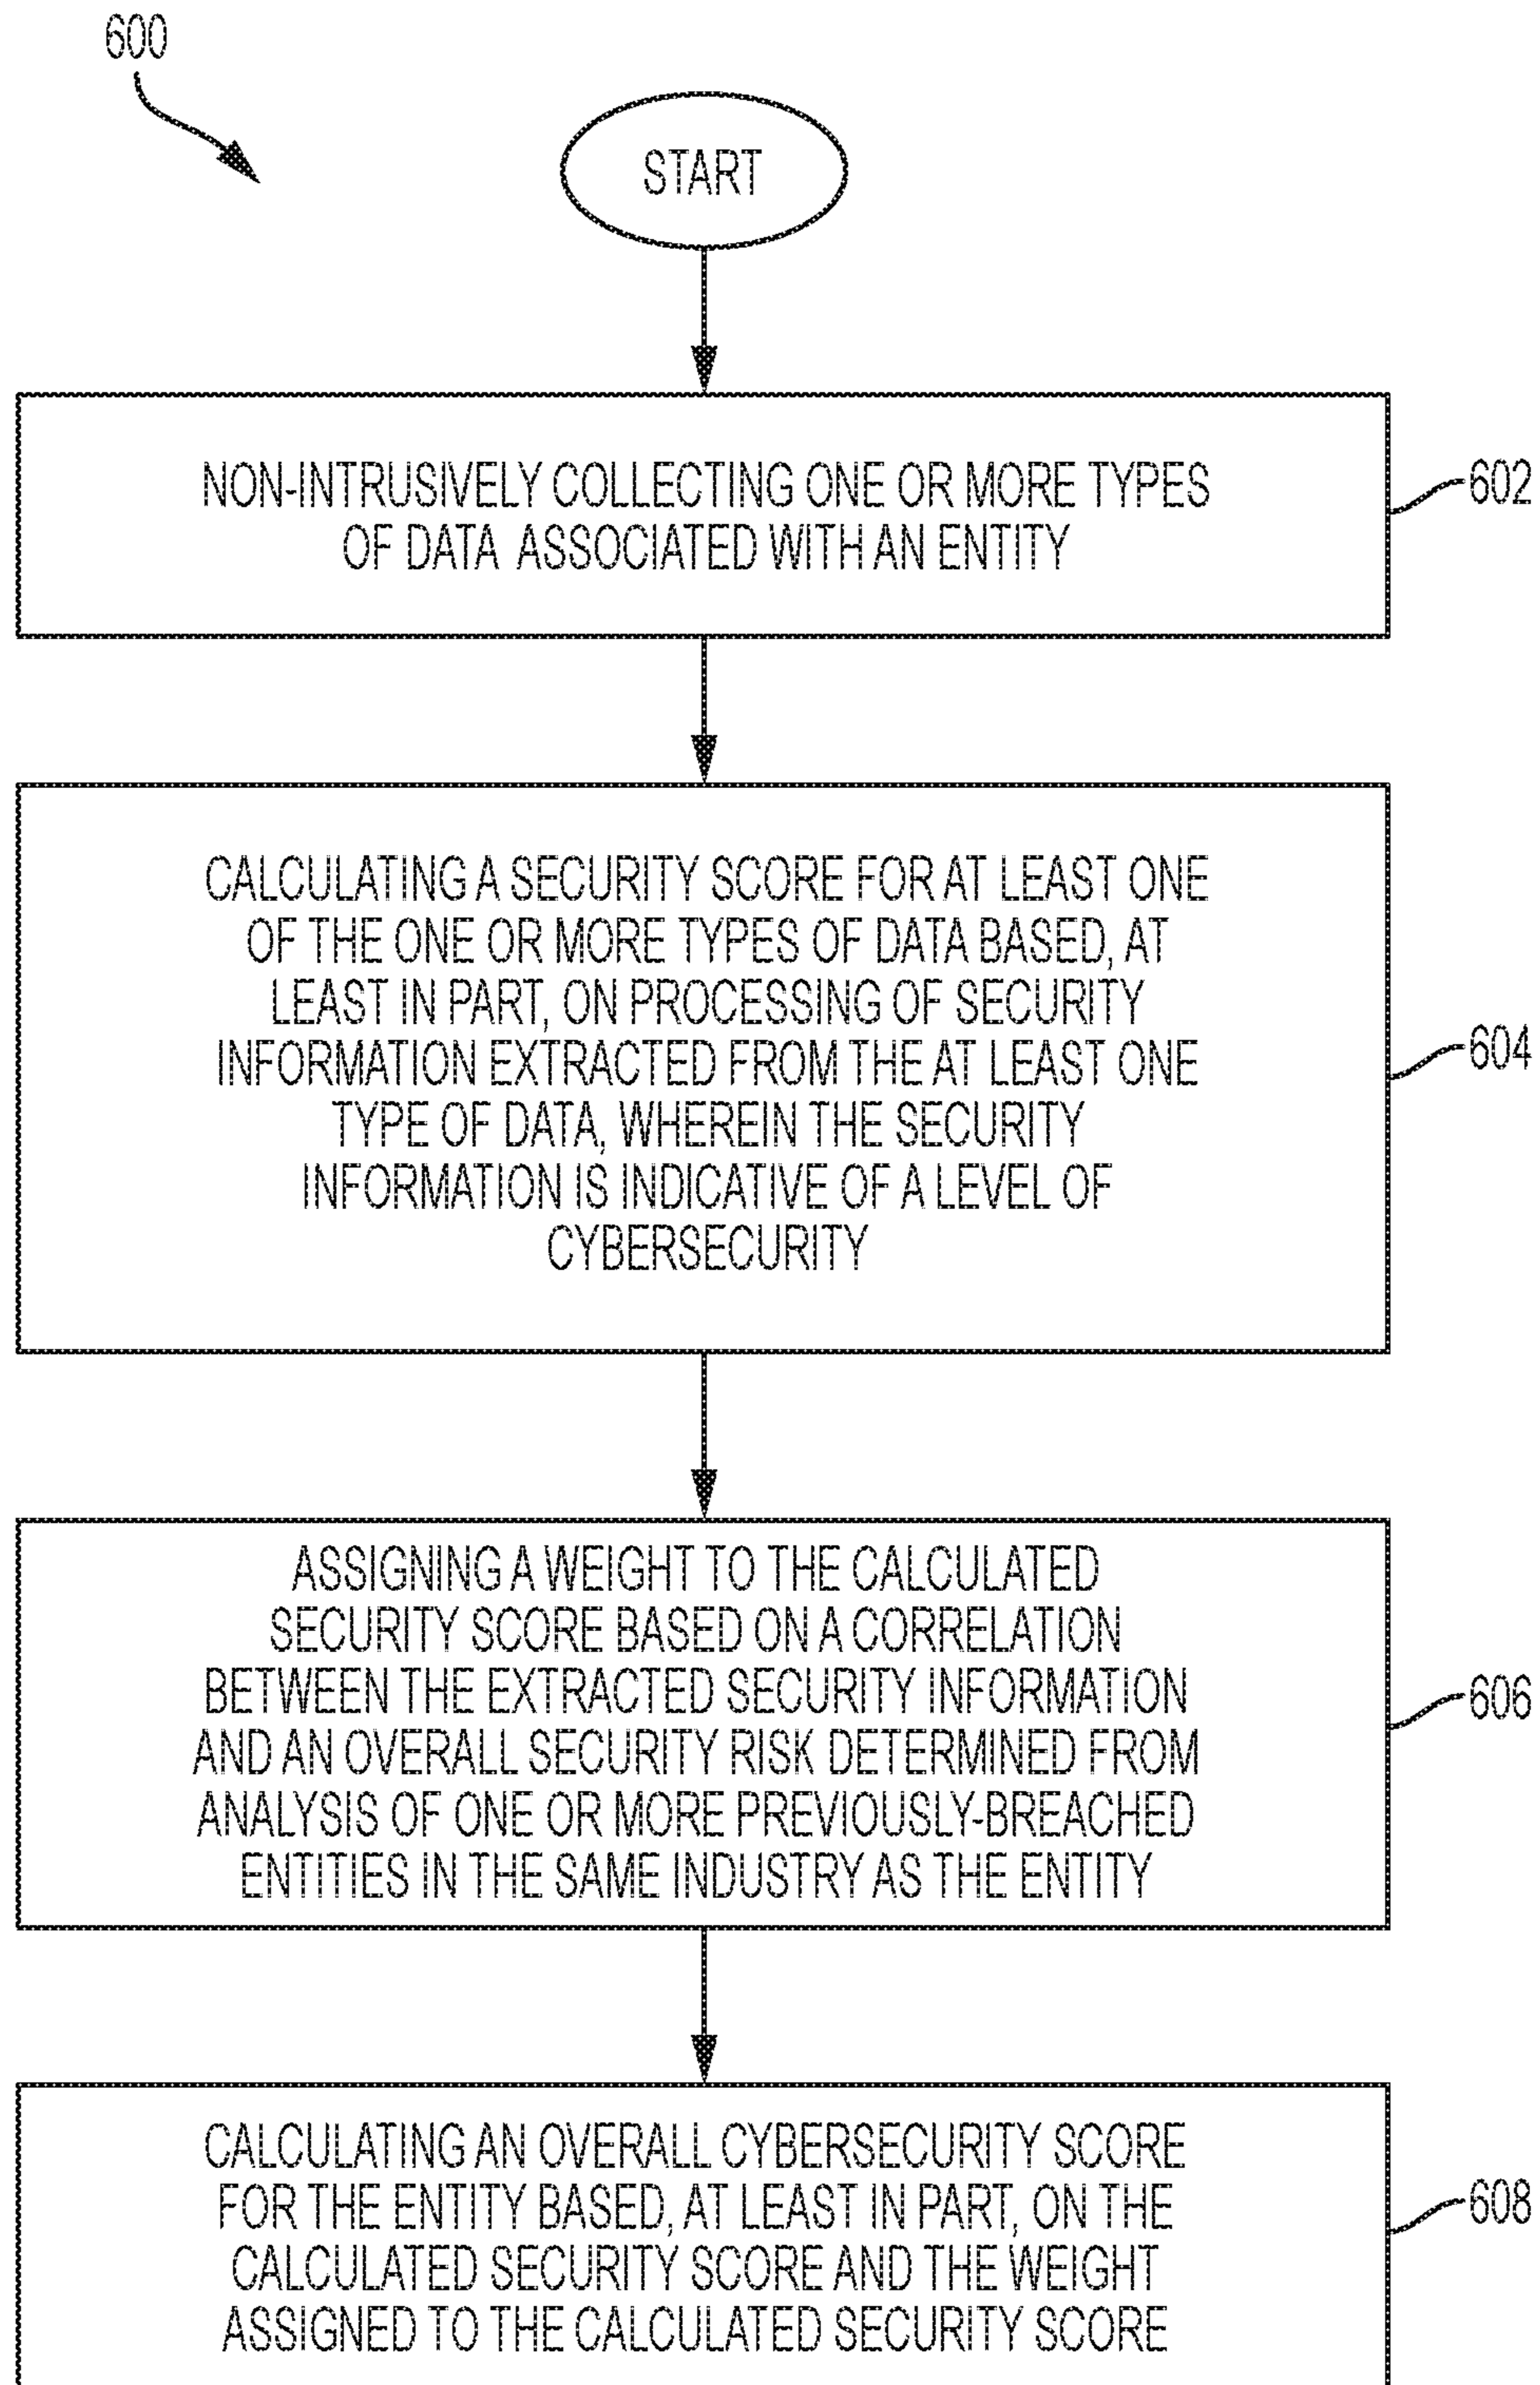 600
START
NON-INTRUSIVELY COLLECTING ONE OR MORE TYPES
OF DATA ASSOCIATED WITH AN ENTITY
602
CALCULATING A SECURITY SCORE FOR AT LEAST ONE
OF THE ONE OR MORE TYPES OF DATA BASED, AT
LEAST IN PART, ON PROCESSING OF SECURITY
INFORMATION EXTRACTED FROM THE AT LEAST ONE
TYPE OF DATA, WHEREIN THE SECURITY
INFORMATION IS INDICATIVE OF A LEVEL OF
CYBERSECURITY
604
ASSIGNING A WEIGHT TO THE CALCULATED
SECURITY SCORE BASED ON A CORRELATION
BETWEEN THE EXTRACTED SECURITY INFORMATION
AND AN OVERALL SECURITY RISK DETERMINED FROM
ANALYSIS OF ONE OR MORE PREVIOUSLY-BREACHED
ENTITIES IN THE SAME INDUSTRY AS THE ENTITY
606
CALCULATING AN OVERALL CYBERSECURITY SCORE
FOR THE ENTITY BASED, AT LEAST IN PART, ON THE
CALCULATED SECURITY SCORE AND THE WEIGHT
ASSIGNED TO THE CALCULATED SECURITY SCORE
608